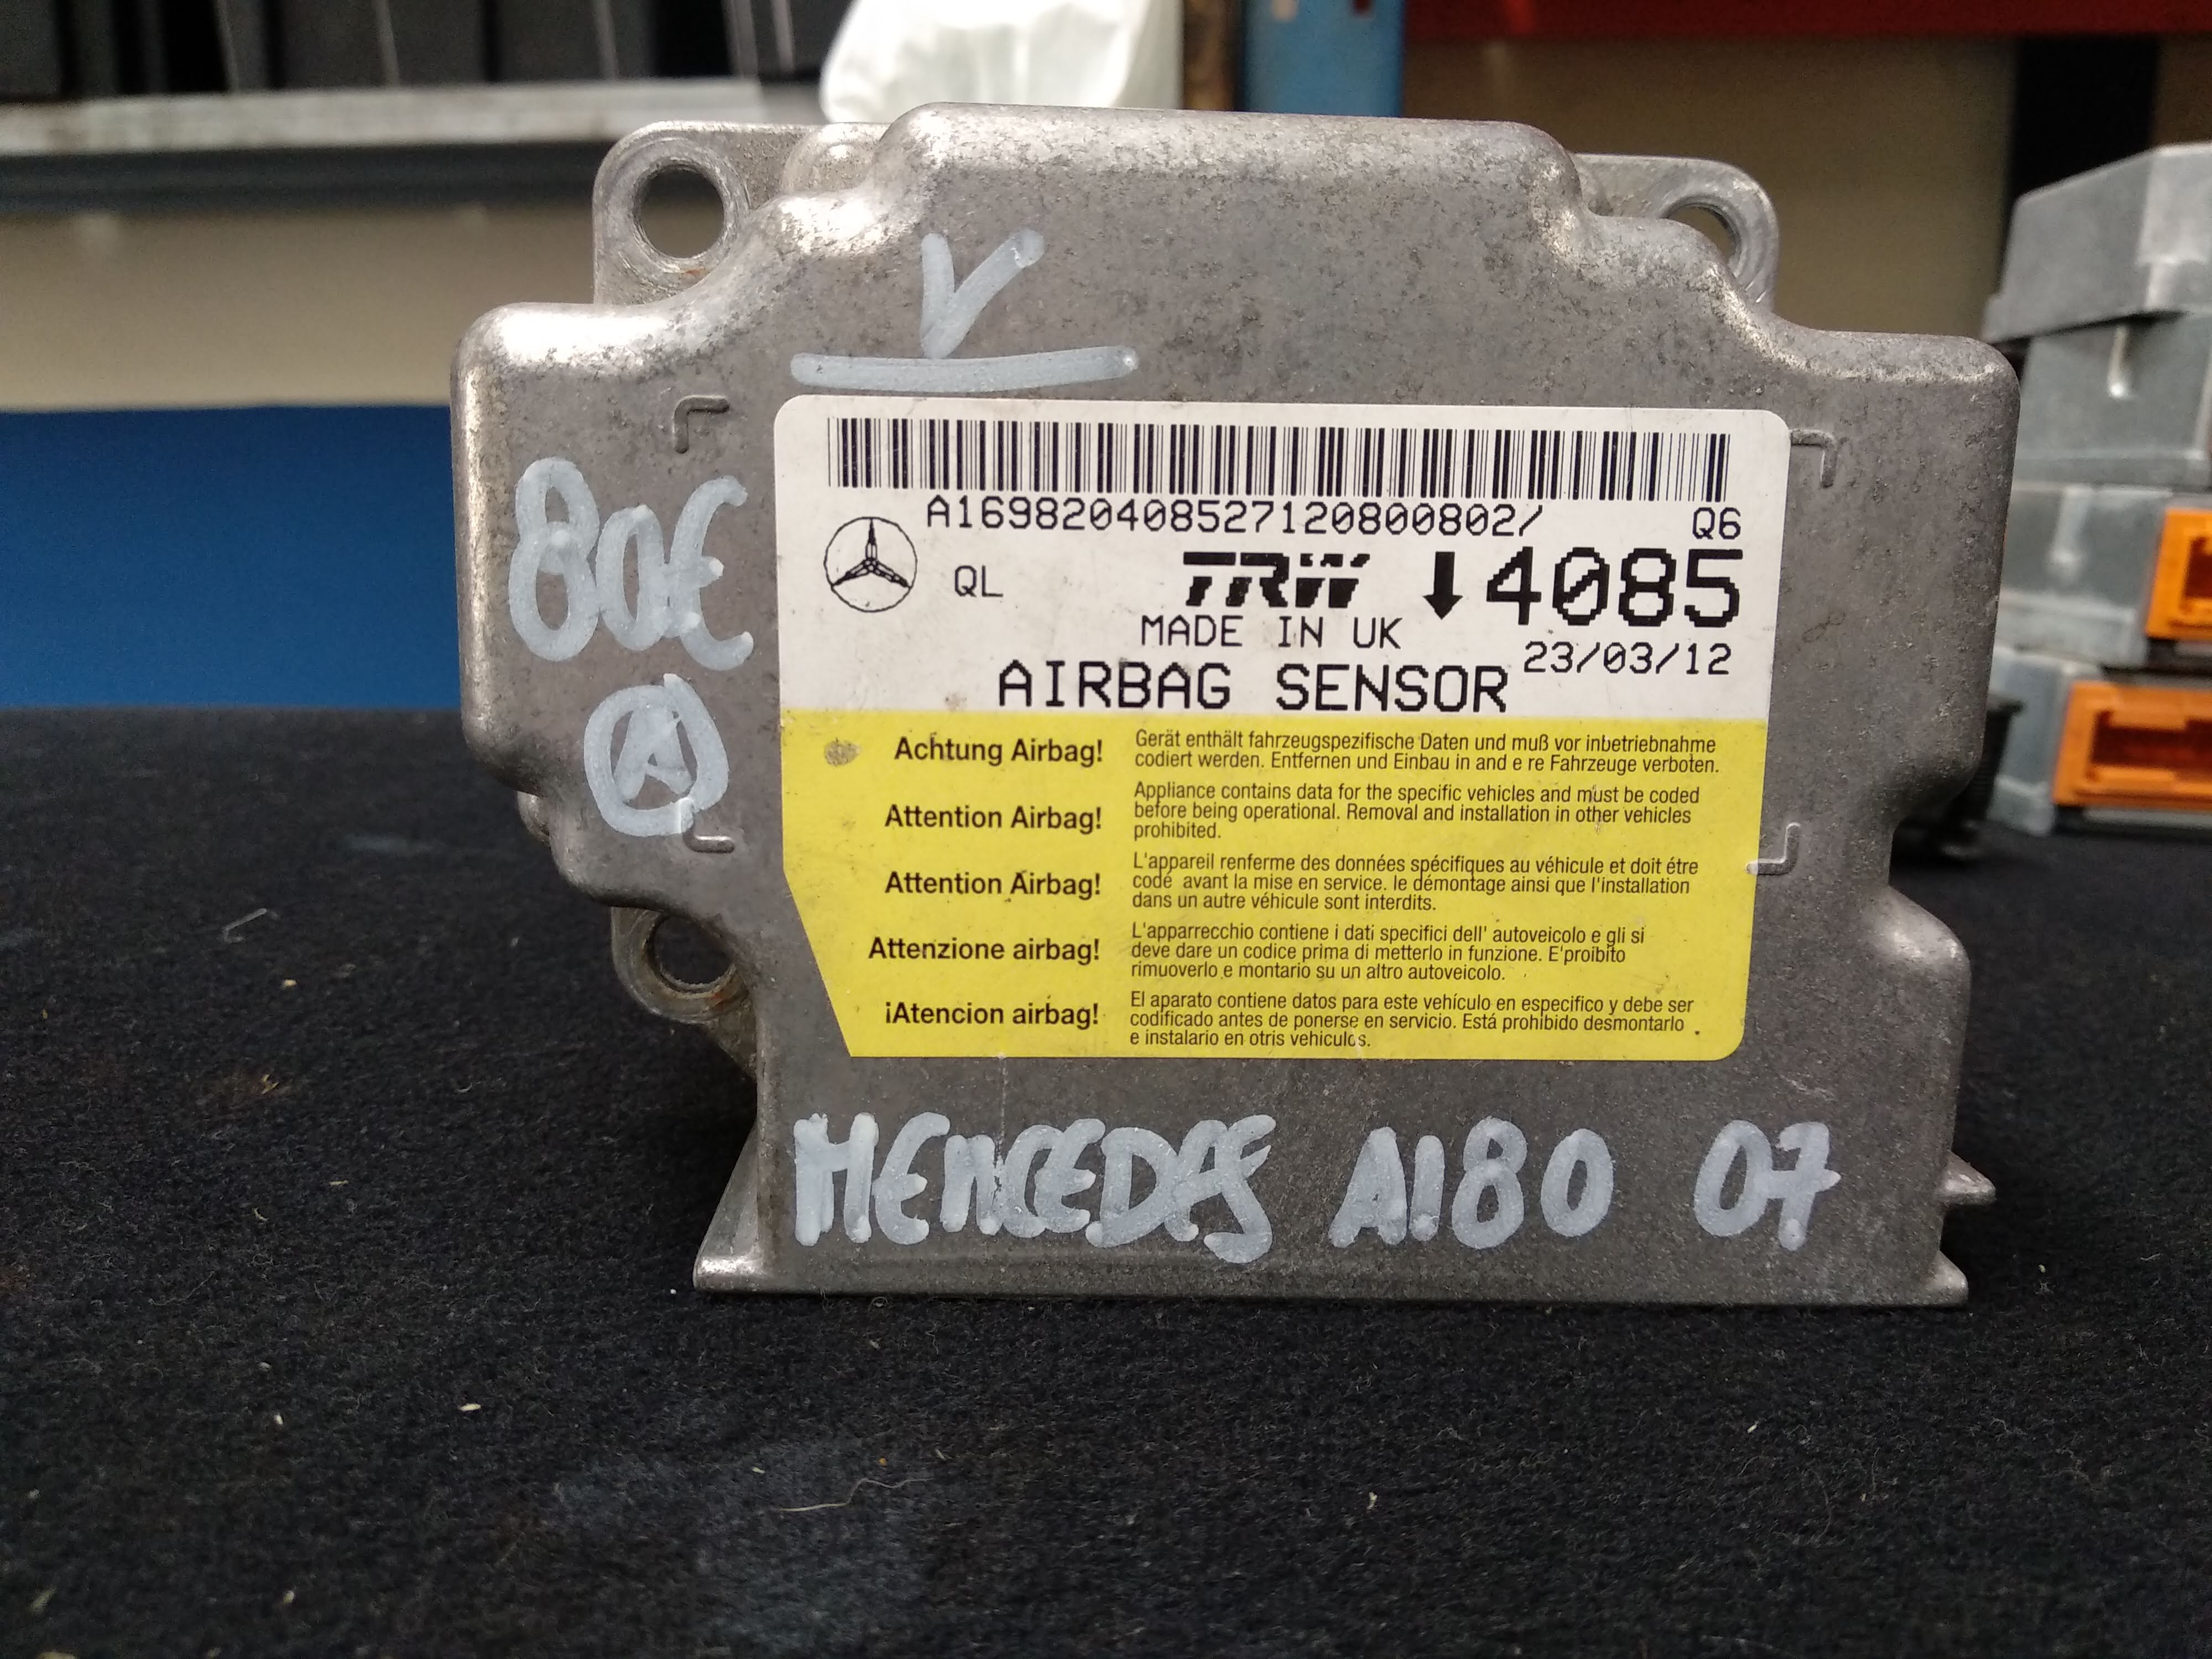 V
80€
A
A1698204085271208​00802/ Q6
QL TRW ⬇4085
MADE IN UK
23/03/12
AIRBAG SENSOR
Achtung Airbag! Gerät enthält fahrzeugspezifische Daten und muß vor inbetriebnahme
codiert werden. Entfernen und Einbau in and e re Fahrzeuge verboten.
Attention Airbag! Appliance contains data for the specific vehicles and must be coded
before being operational. Removal and installation in other vehicles
prohibited.
Attention Airbag! L'appareil renferme des données spécifiques au véhicule et doit étre
codé avant la mise en service. le démontage ainsi que l'installation
dans un autre véhicule sont interdits.
Attenzione airbag! L'apparrecchio contiene i dati specifici dell' autoveicolo e gli si
deve dare un codice prima di metterlo in funzione. E'proibito
rimuoverlo e montario su un altro autoveicolo.
¡Atencion airbag! El aparato contiene datos para este vehículo en especifico y debe ser
codificado antes de ponerse en servicio. Está prohibido desmontarlo
e instalario en otris vehiculos.
MERCEDES A180 07